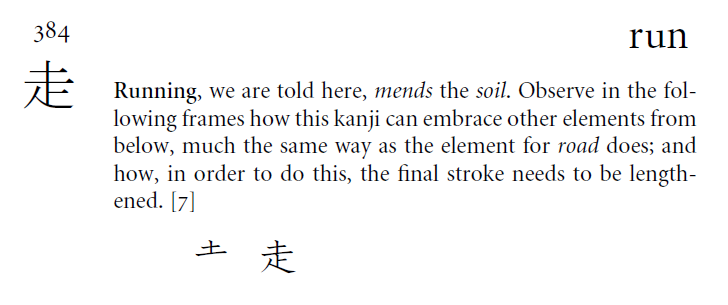 384
run
走
Running, we are told here, mends the soil. Observe in the fol-
lowing frames how this kanji can embrace other elements from
below, much the same way as the element for road does; and
how, in order to do this, the final stroke needs to be length-
ened. [7]
土 走